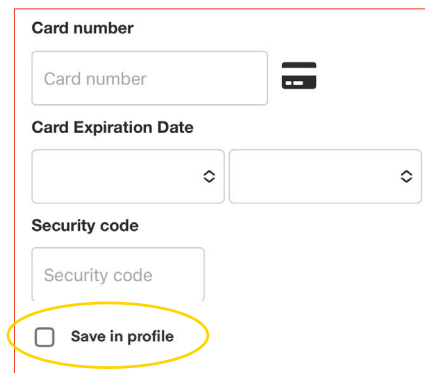 Card number
Card number
Card Expiration Date
Security code
Security code
Save in profile